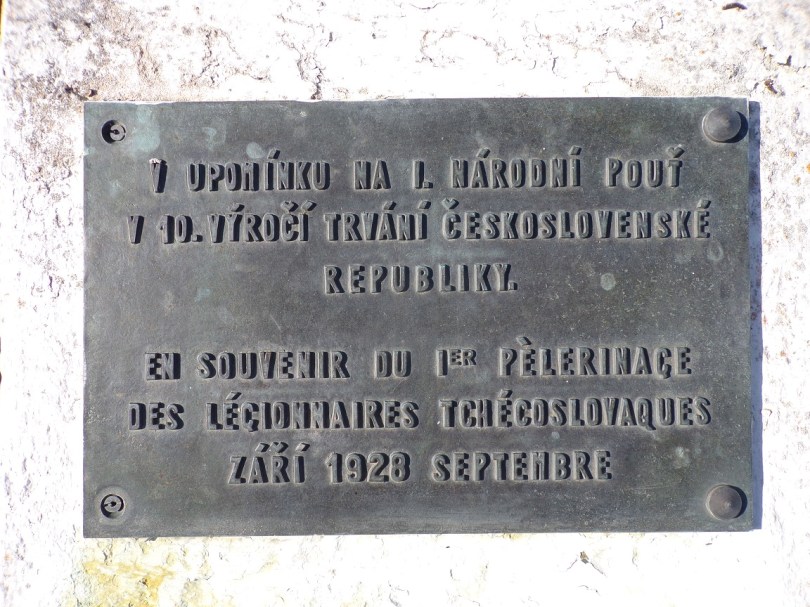 V UPOMÍNKU NA I. NÁRODNÍ POUŤ
V 10. VÝROČÍ TRVÁNÍ ČESKOSLOVENSKÉ
REPUBLIKY.
EN SOUVENIR DU 1ER PÈLERINAGE
DES LÉGIONNAIRES TCHÉCOSLOVAQUES
ZÁŘÍ 1928 SEPTEMBRE